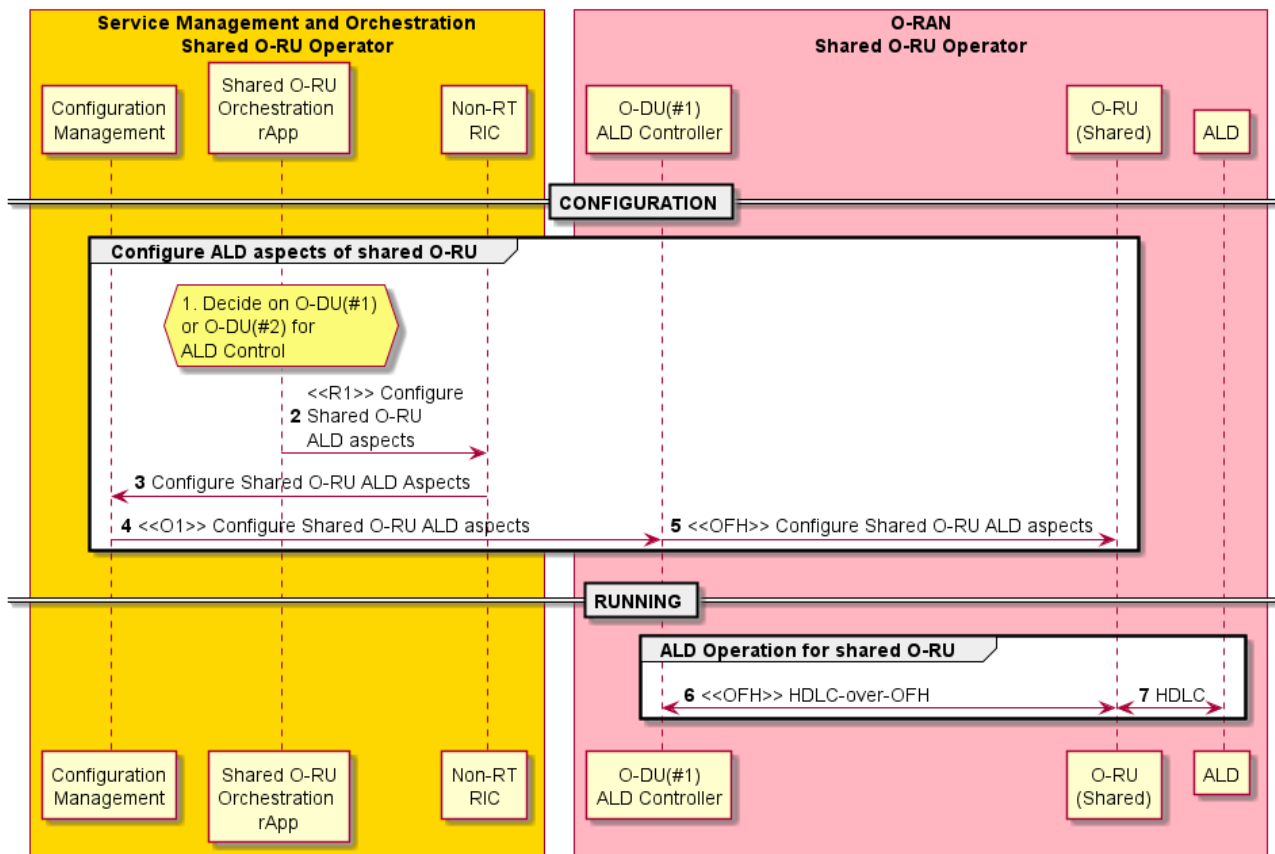 Service Management and Orchestration
Shared O-RU Operator
O-RAN
Shared O-RU Operator
Configuration
Management
Shared O-RU
Orchestration
rApp
Non-RT
RIC
O-DU(#1)
ALD Controller
O-RU
(Shared)
ALD
CONFIGURATION
Configure ALD aspects of shared O-RU
1. Decide on O-DU(#1)
or O-DU(#2) for
ALD Control
<<R1>> Configure
2 Shared O-RU
ALD aspects
3 Configure Shared O-RU ALD Aspects
4 <<O1>> Configure Shared O-RU ALD aspects
5 <<OFH>> Configure Shared O-RU ALD aspects
RUNNING
ALD Operation for shared O-RU
6 <<OFH>> HDLC-over-OFH
7 HDLC
Configuration
Management
Shared O-RU
Orchestration
rApp
Non-RT
RIC
O-DU(#1)
ALD Controller
O-RU
(Shared)
ALD